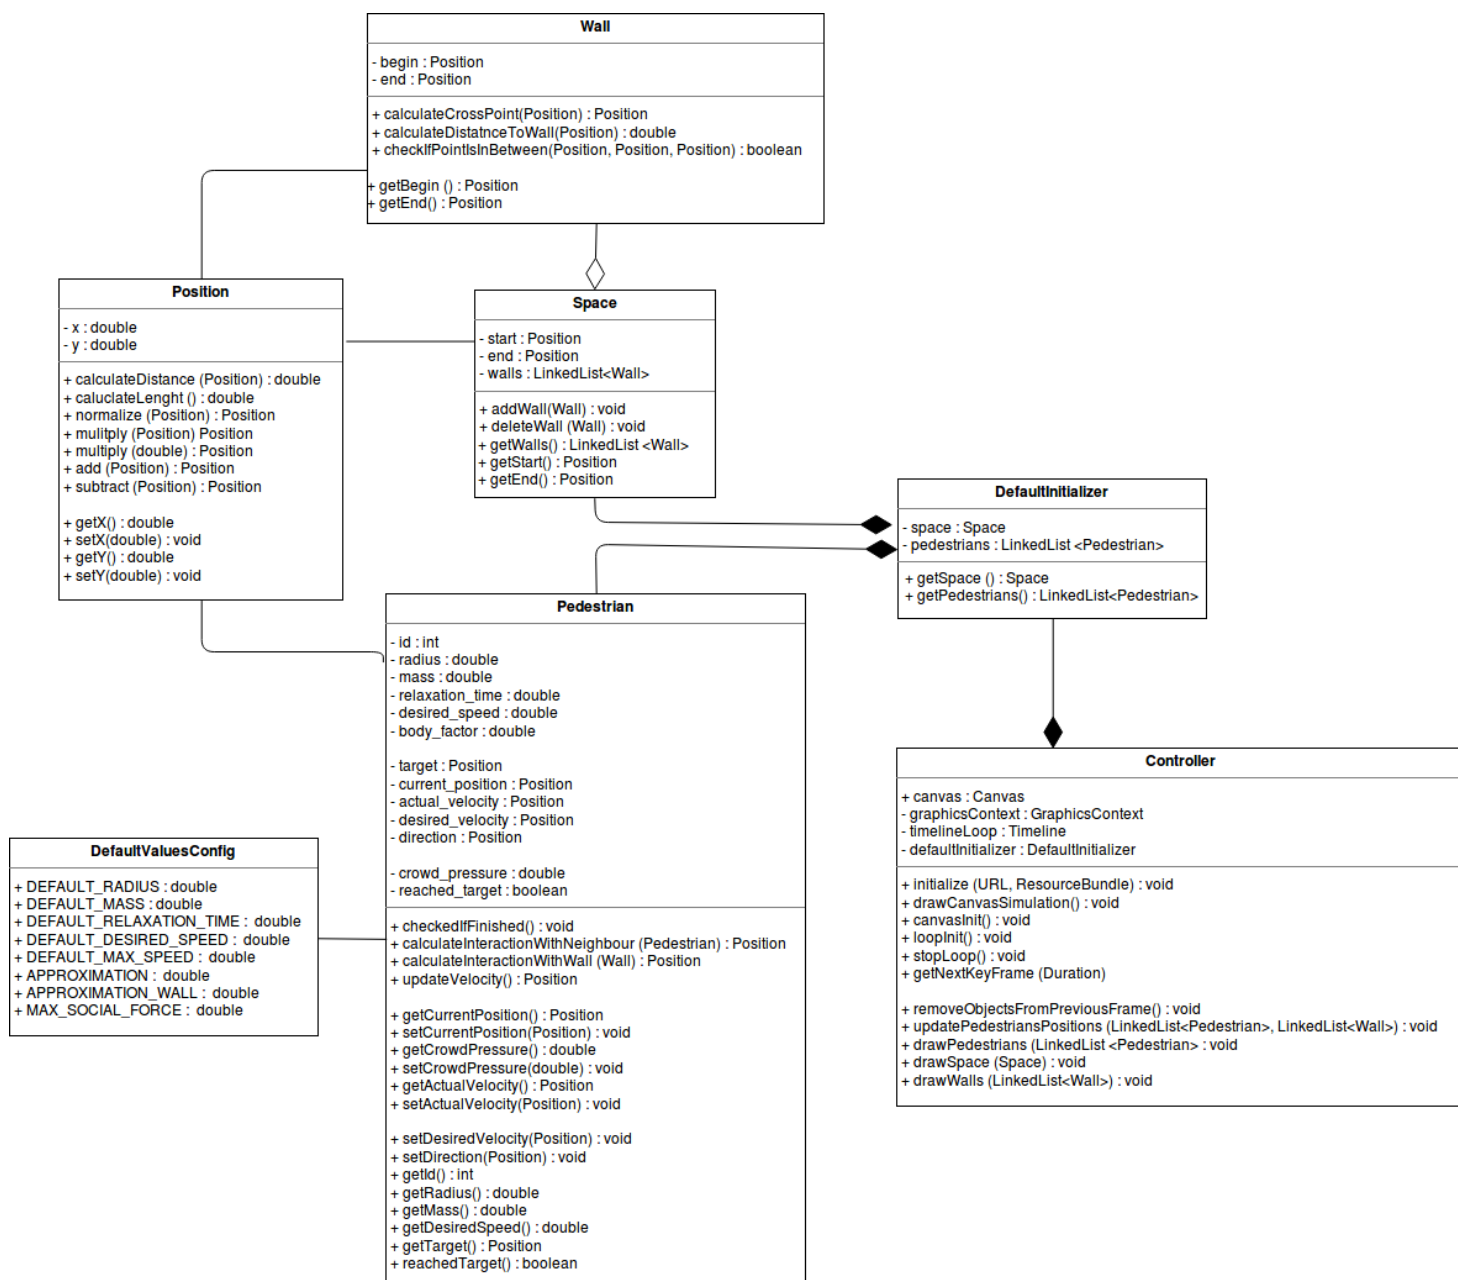 Wall
- begin : Position
- end : Position
+ calculateCrossPoint(Position) : Position
+ calculateDistatnceToWall(Position) : double
+ checkIfPointIsInBetween(Position, Position, Position) : boolean
+ getBegin () : Position
+ getEnd() : Position
Position
- x : double
- y : double
+ calculateDistance (Position) : double
+ caluclateLenght () : double
+ normalize (Position) : Position
+ mulitply (Position) Position
+ multiply (double) : Position
+ add (Position) : Position
+ subtract (Position) : Position
+ getX() : double
+ setX(double) : void
+ getY() : double
+ setY(double) : void
Space
- start : Position
- end : Position
- walls : LinkedList<Wall>
+ addWall(Wall) : void
+ deleteWall (Wall) : void
+ getWalls() : LinkedList <Wall>
+ getStart() : Position
+ getEnd() : Position
DefaultInitializer
- space : Space
- pedestrians : LinkedList <Pedestrian>
+ getSpace () : Space
+ getPedestrians() : LinkedList<Pedestrian>
Pedestrian
- id : int
- radius : double
- mass : double
- relaxation_time : double
- desired_speed : double
- body_factor : double
- target : Position
- current_position : Position
- actual_velocity : Position
- desired_velocity : Position
- direction : Position
- crowd_pressure : double
- reached_target : boolean
+ checkedIfFinished() : void
+ calculateInteractionWithNeighbour (Pedestrian) : Position
+ calculateInteractionWithWall (Wall) : Position
+ updateVelocity() : Position
+ getCurrentPosition() : Position
+ setCurrentPosition(Position) : void
+ getCrowdPressure() : double
+ setCrowdPressure(double) : void
+ getActualVelocity() : Position
+ setActualVelocity(Position) : void
+ setDesiredVelocity(Position) : void
+ setDirection(Position) : void
+ getId() : int
+ getRadius() : double
+ getMass() : double
+ getDesiredSpeed() : double
+ getTarget() : Position
+ reachedTarget() : boolean
DefaultValuesConfig
+ DEFAULT_RADIUS : double
+ DEFAULT_MASS : double
+ DEFAULT_RELAXATION_TIME : double
+ DEFAULT_DESIRED_SPEED : double
+ DEFAULT_MAX_SPEED : double
+ APPROXIMATION : double
+ APPROXIMATION_WALL : double
+ MAX_SOCIAL_FORCE : double
Controller
+ canvas : Canvas
- graphicsContext : GraphicsContext
- timelineLoop : Timeline
- defaultInitializer : DefaultInitializer
+ initialize (URL, ResourceBundle) : void
+ drawCanvasSimulation() : void
+ canvasInit() : void
+ loopInit() : void
+ stopLoop() : void
+ getNextKeyFrame (Duration)
+ removeObjectsFromPreviousFrame() : void
+ updatePedestriansPositions (LinkedList<Pedestrian>, LinkedList<Wall>) : void
+ drawPedestrians (LinkedList <Pedestrian> : void
+ drawSpace (Space) : void
+ drawWalls (LinkedList<Wall>) : void